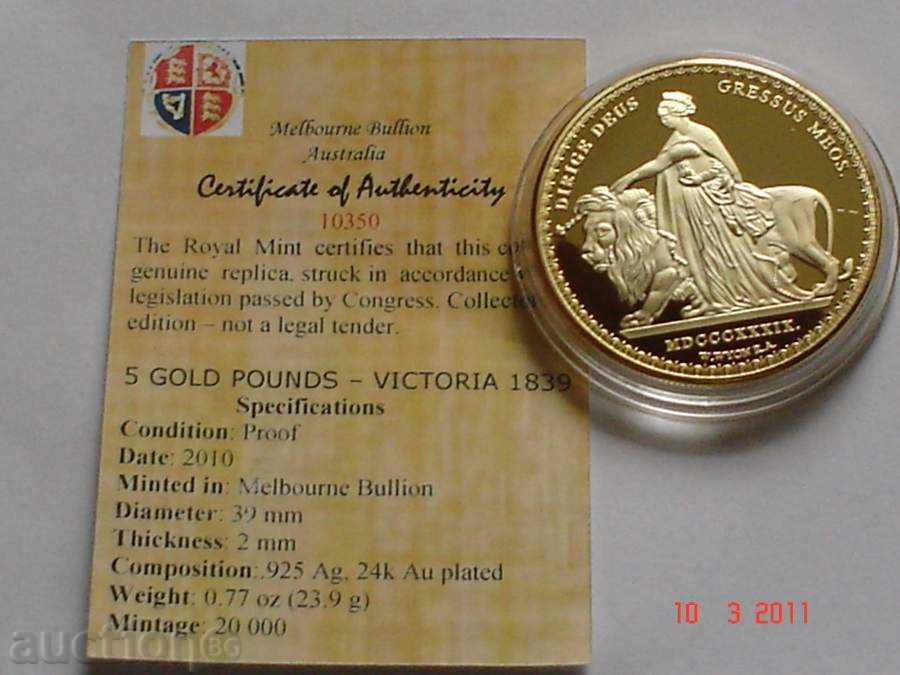 Melbourne Bullion
Australia
Certificate of Authenticity
10350
The Royal Mint certifies that this
genuine replica, struck in accordance
legislation passed by Congress. Collector
edition – not a legal tender.
5 GOLD POUNDS – VICTORIA 1839
Specifications
Condition: Proof
Date: 2010
Minted in: Melbourne Bullion
Diameter: 39 mm
Thickness: 2 mm
Composition: .925 Ag, 24k Au plated
Weight: 0.77 oz (23.9 g)
Mintage: 20 000
DIRIGE DEUS GRESSUS MEOS.
MDCCCXXXIX.
W.WYON R.A.
10 3 2011
auction BG